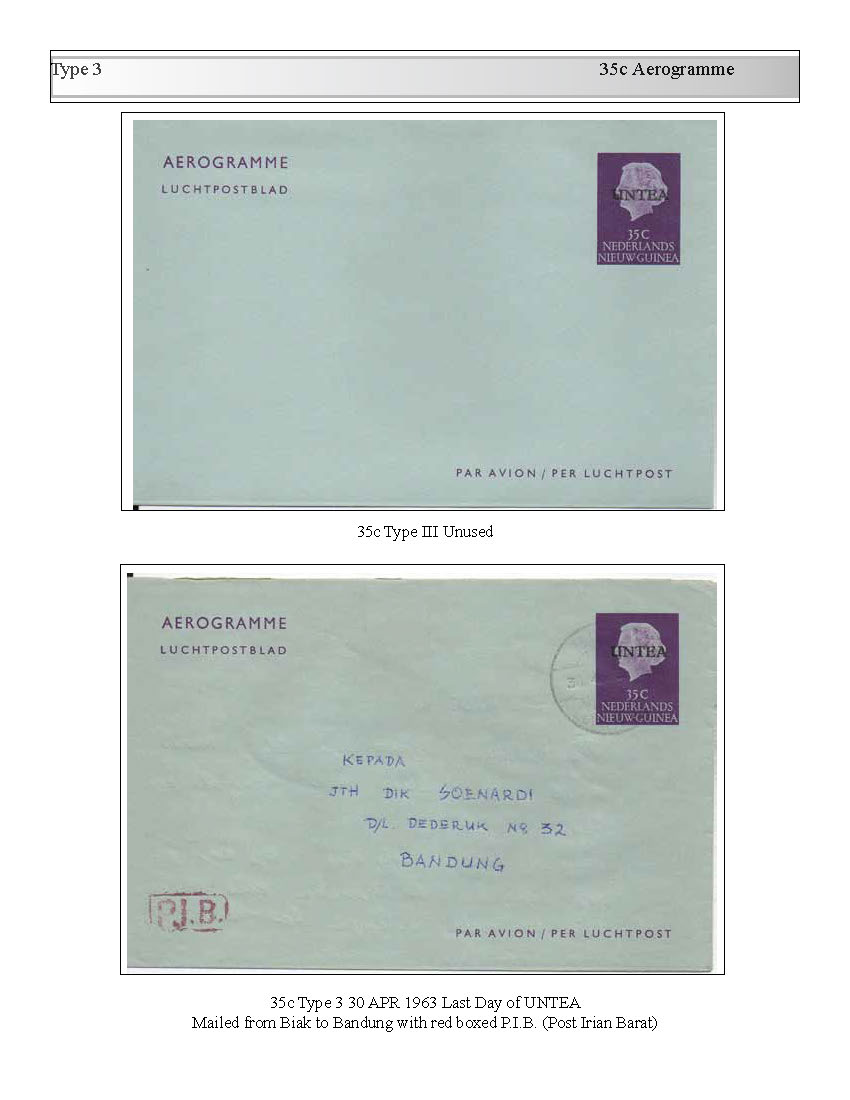 Type 3 35c Aerogramme
AEROGRAMME
LUCHTPOSTBLAD
UNTEA
35C
NEDERLANDS
NIEUW-GUINEA
PAR AVION / PER LUCHTPOST
35c Type III Unused
AEROGRAMME
LUCHTPOSTBLAD
UNTEA
35C
NEDERLANDS
NIEUW-GUINEA
KEPADA
JTH DIK SOENARDI
D/L. DEDERUK No 32
BANDUNG
P.I.B.
PAR AVION / PER LUCHTPOST
35c Type 3 30 APR 1963 Last Day of UNTEA
Mailed from Biak to Bandung with red boxed P.I.B. (Post Irian Barat)